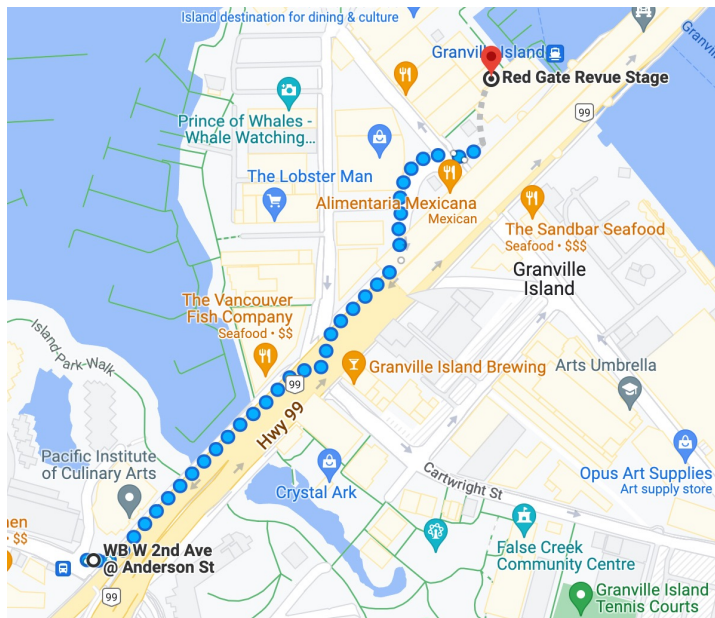 Island destination for dining & culture
Granville Island
Red Gate Revue Stage
99
Prince of Whales -
Whale Watching...
The Lobster Man
Alimentaria Mexicana
Mexican
The Sandbar Seafood
Seafood • $$$
Granville
Island
The Vancouver
Fish Company
Seafood • $$
Island Park Walk
99
Hwy 99
Granville Island Brewing
Arts Umbrella
Pacific Institute
of Culinary Arts
Crystal Ark
Cartwright St
Opus Art Supplies
Art supply store
WB W 2nd Ave
@ Anderson St
99
False Creek
Community Centre
Granville Island
Tennis Courts